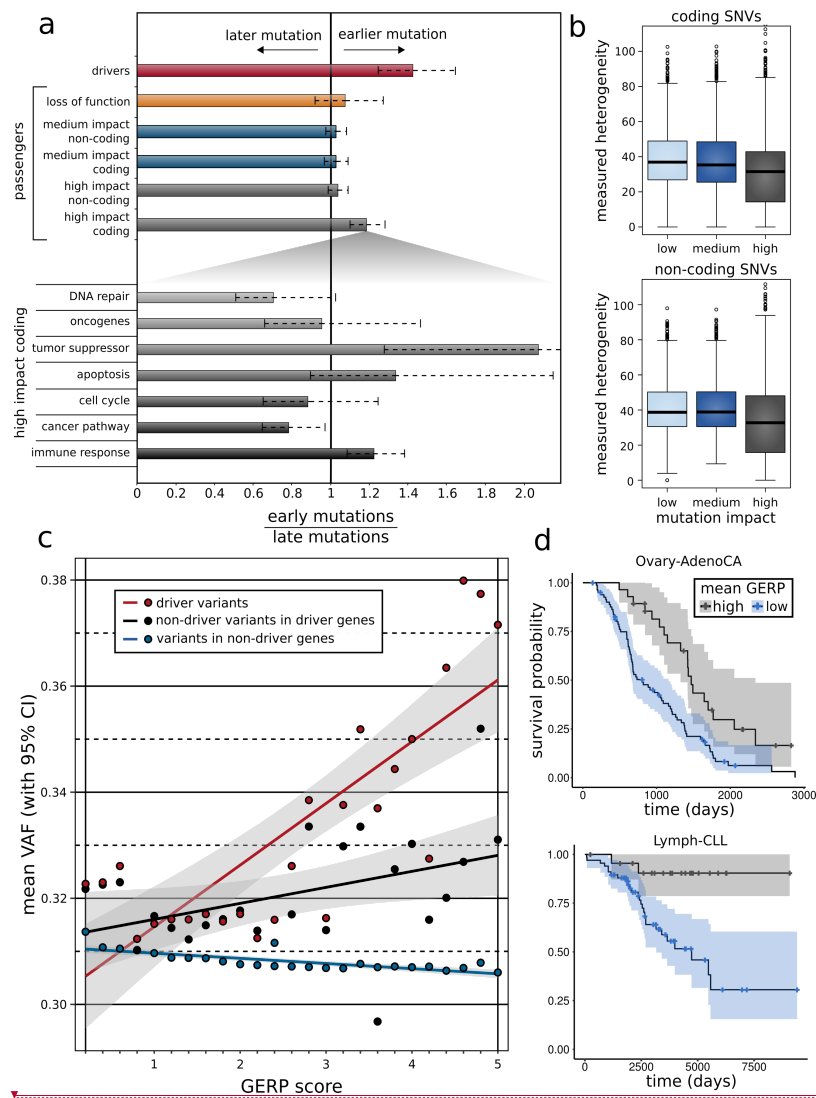 a
later mutation
earlier mutation
drivers
passengers
loss of function
medium impact
non-coding
medium impact
coding
high impact
non-coding
high impact
coding
high impact coding
DNA repair
oncogenes
tumor suppressor
apoptosis
cell cycle
cancer pathway
immune response
0 0.2 0.4 0.6 0.8 1 1.2 1.4 1.6 1.8 2.0
early mutations
late mutations
b
coding SNVs
measured heterogeneity
100
80
60
40
20
0
low medium high
non-coding SNVs
measured heterogeneity
100
80
60
40
20
0
low medium high
mutation impact
c
mean VAF (with 95% CI)
0.38
0.36
0.34
0.32
0.30
driver variants
non-driver variants in driver genes
variants in non-driver genes
1 2 3 4 5
GERP score
d
Ovary-AdenoCA
survival probability
1.00
0.75
0.50
0.25
0.00
mean GERP
high low
0 1000 2000 3000
time (days)
Lymph-CLL
1.00
0.75
0.50
0.25
0.00
0 2500 5000 7500
time (days)